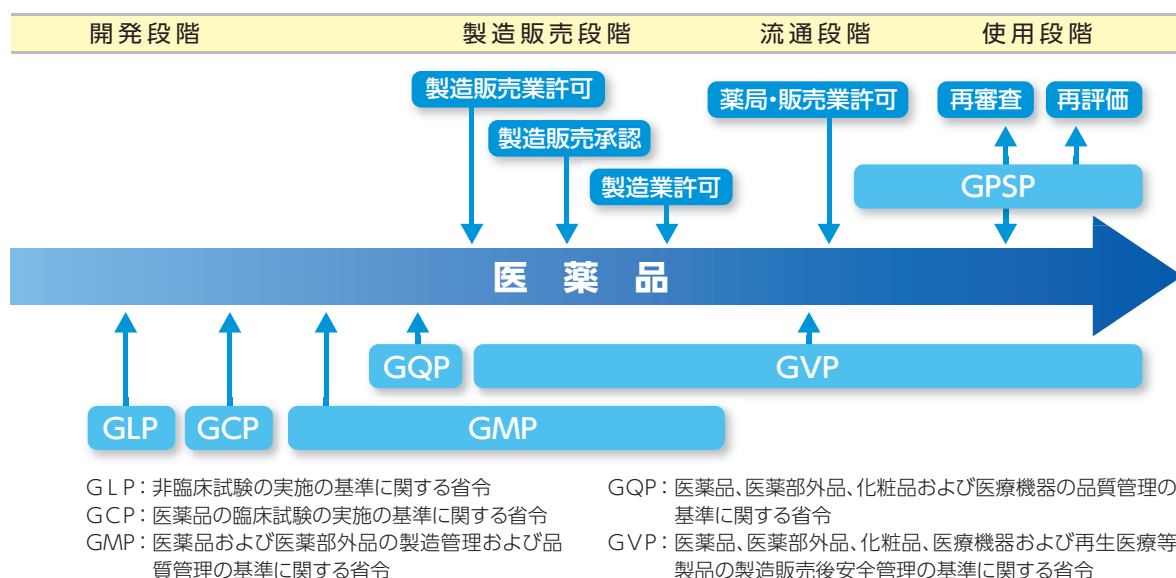 開発段階 製造販売段階 流通段階 使用段階
製造販売業許可 薬局・販売業許可 再審査 再評価
製造販売承認
製造業許可 GPSP
医薬品
GQP GVP
GLP GCP GMP
GLP：非臨床試験の実施の基準に関する省令
GCP：医薬品の臨床試験の実施の基準に関する省令
GMP：医薬品および医薬部外品の製造管理および品
質管理の基準に関する省令
GQP：医薬品、医薬部外品、化粧品および医療機器の品質管理の
基準に関する省令
GVP：医薬品、医薬部外品、化粧品、医療機器および再生医療等
製品の製造販売後安全管理の基準に関する省令